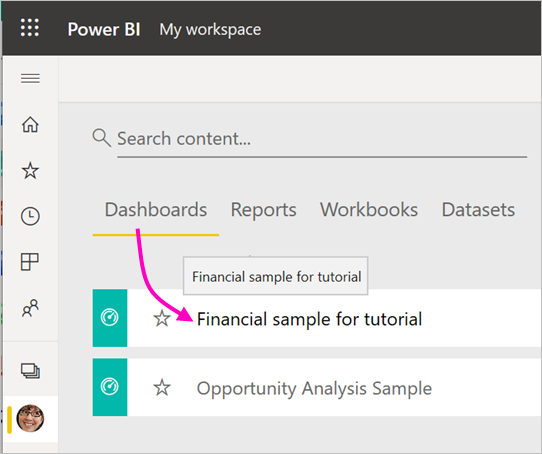 Power BI My workspace
Search content...
Dashboards Reports Workbooks Datasets
Financial sample for tutorial
Financial sample for tutorial
Opportunity Analysis Sample